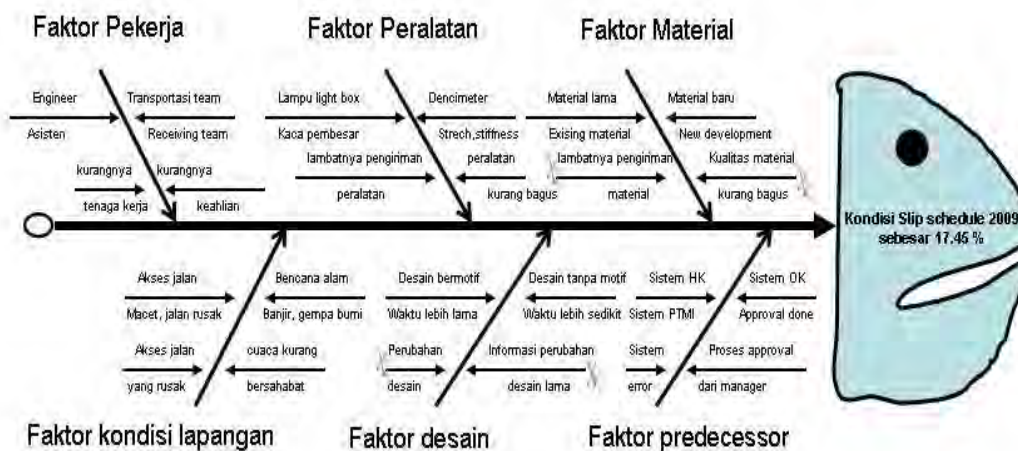 Faktor Pekerja
Faktor Peralatan
Faktor Material
Engineer
Transportasi team
Asisten
Receiving team
kurangnya
kurangnya
tenaga kerja
keahlian
Lampu light box
Dencimeter
Kaca pembesar
Strech,stiffness
lambatnya pengiriman
peralatan
peralatan
kurang bagus
Material lama
Material baru
Exising material
New development
lambatnya pengiriman
Kualitas material
material
kurang bagus
Kondisi Slip schedule 2009
sebesar 17,45 %
Akses jalan
Bencana alam
Macet, jalan rusak
Banjir, gempa bumi
Akses jalan
cuaca kurang
yang rusak
bersahabat
Desain bermotif
Desain tanpa motif
Waktu lebih lama
Waktu lebih sedikit
Perubahan
Informasi perubahan
desain
desain lama
Sistem HK
Sistem OK
Sistem PTMI
Approval done
Sistem
Proses approval
error
dari manager
Faktor kondisi lapangan
Faktor desain
Faktor predecessor